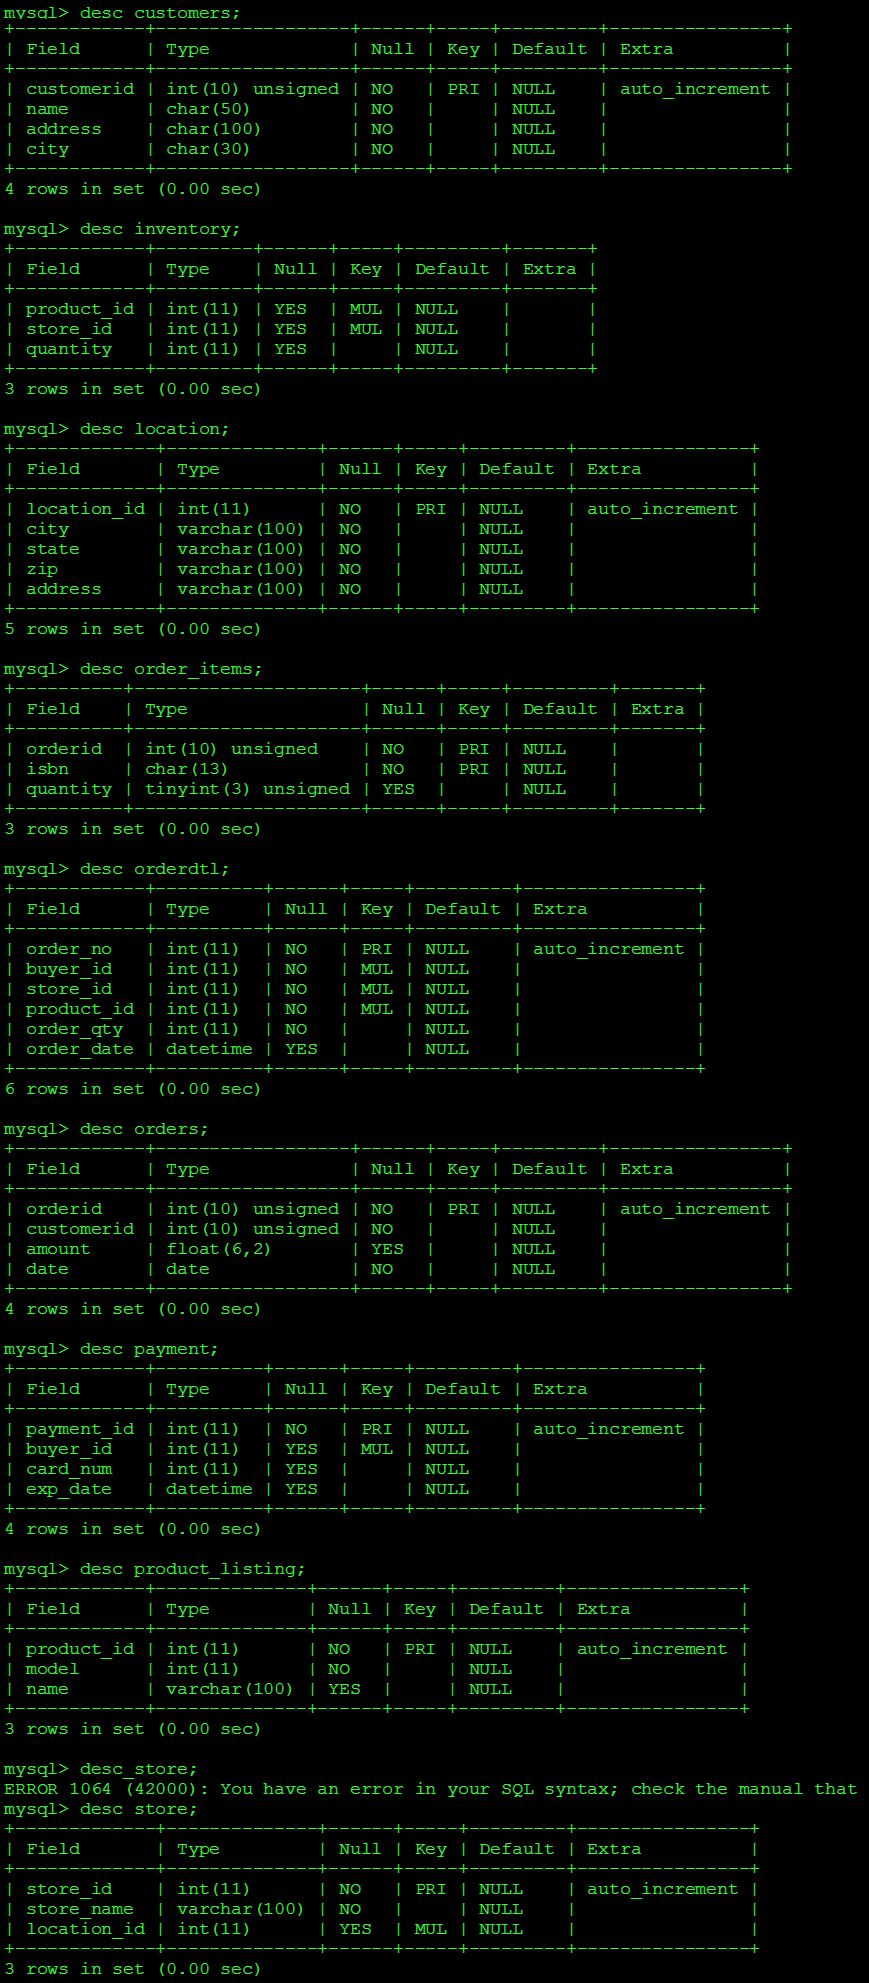 mysql> desc customers;
+------------+------------------+------+-----+---------+----------------+
| Field      | Type             | Null | Key | Default | Extra          |
+------------+------------------+------+-----+---------+----------------+
| customerid | int(10) unsigned | NO   | PRI | NULL    | auto_increment |
| name       | char(50)         | NO   |     | NULL    |                |
| address    | char(100)        | NO   |     | NULL    |                |
| city       | char(30)         | NO   |     | NULL    |                |
+------------+------------------+------+-----+---------+----------------+
4 rows in set (0.00 sec)
mysql> desc inventory;
+------------+---------+------+-----+---------+-------+
| Field      | Type    | Null | Key | Default | Extra |
+------------+---------+------+-----+---------+-------+
| product_id | int(11) | YES  | MUL | NULL    |       |
| store_id   | int(11) | YES  | MUL | NULL    |       |
| quantity   | int(11) | YES  |     | NULL    |       |
+------------+---------+------+-----+---------+-------+
3 rows in set (0.00 sec)
mysql> desc location;
+-------------+--------------+------+-----+---------+----------------+
| Field       | Type         | Null | Key | Default | Extra          |
+-------------+--------------+------+-----+---------+----------------+
| location_id | int(11)      | NO   | PRI | NULL    | auto_increment |
| city        | varchar(100) | NO   |     | NULL    |                |
| state       | varchar(100) | NO   |     | NULL    |                |
| zip         | varchar(100) | NO   |     | NULL    |                |
| address     | varchar(100) | NO   |     | NULL    |                |
+-------------+--------------+------+-----+---------+----------------+
5 rows in set (0.00 sec)
mysql> desc order_items;
+----------+---------------------+------+-----+---------+-------+
| Field    | Type                | Null | Key | Default | Extra |
+----------+---------------------+------+-----+---------+-------+
| orderid  | int(10) unsigned    | NO   | PRI | NULL    |       |
| isbn     | char(13)            | NO   | PRI | NULL    |       |
| quantity | tinyint(3) unsigned | YES  |     | NULL    |       |
+----------+---------------------+------+-----+---------+-------+
3 rows in set (0.00 sec)
mysql> desc orderdtl;
+------------+----------+------+-----+---------+----------------+
| Field      | Type     | Null | Key | Default | Extra          |
+------------+----------+------+-----+---------+----------------+
| order_no   | int(11)  | NO   | PRI | NULL    | auto_increment |
| buyer_id   | int(11)  | NO   | MUL | NULL    |                |
| store_id   | int(11)  | NO   | MUL | NULL    |                |
| product_id | int(11)  | NO   | MUL | NULL    |                |
| order_qty  | int(11)  | NO   |     | NULL    |                |
| order_date | datetime | YES  |     | NULL    |                |
+------------+----------+------+-----+---------+----------------+
6 rows in set (0.00 sec)
mysql> desc orders;
+------------+------------------+------+-----+---------+----------------+
| Field      | Type             | Null | Key | Default | Extra          |
+------------+------------------+------+-----+---------+----------------+
| orderid    | int(10) unsigned | NO   | PRI | NULL    | auto_increment |
| customerid | int(10) unsigned | NO   |     | NULL    |                |
| amount     | float(6,2)       | YES  |     | NULL    |                |
| date       | date             | NO   |     | NULL    |                |
+------------+------------------+------+-----+---------+----------------+
4 rows in set (0.00 sec)
mysql> desc payment;
+------------+----------+------+-----+---------+----------------+
| Field      | Type     | Null | Key | Default | Extra          |
+------------+----------+------+-----+---------+----------------+
| payment_id | int(11)  | NO   | PRI | NULL    | auto_increment |
| buyer_id   | int(11)  | YES  | MUL | NULL    |                |
| card_num   | int(11)  | YES  |     | NULL    |                |
| exp_date   | datetime | YES  |     | NULL    |                |
+------------+----------+------+-----+---------+----------------+
4 rows in set (0.00 sec)
mysql> desc product_listing;
+------------+--------------+------+-----+---------+----------------+
| Field      | Type         | Null | Key | Default | Extra          |
+------------+--------------+------+-----+---------+----------------+
| product_id | int(11)      | NO   | PRI | NULL    | auto_increment |
| model      | int(11)      | NO   |     | NULL    |                |
| name       | varchar(100) | YES  |     | NULL    |                |
+------------+--------------+------+-----+---------+----------------+
3 rows in set (0.00 sec)
mysql> desc_store;
ERROR 1064 (42000): You have an error in your SQL syntax; check the manual that
mysql> desc store;
+-------------+--------------+------+-----+---------+----------------+
| Field       | Type         | Null | Key | Default | Extra          |
+-------------+--------------+------+-----+---------+----------------+
| store_id    | int(11)      | NO   | PRI | NULL    | auto_increment |
| store_name  | varchar(100) | NO   |     | NULL    |                |
| location_id | int(11)      | YES  | MUL | NULL    |                |
+-------------+--------------+------+-----+---------+----------------+
3 rows in set (0.00 sec)